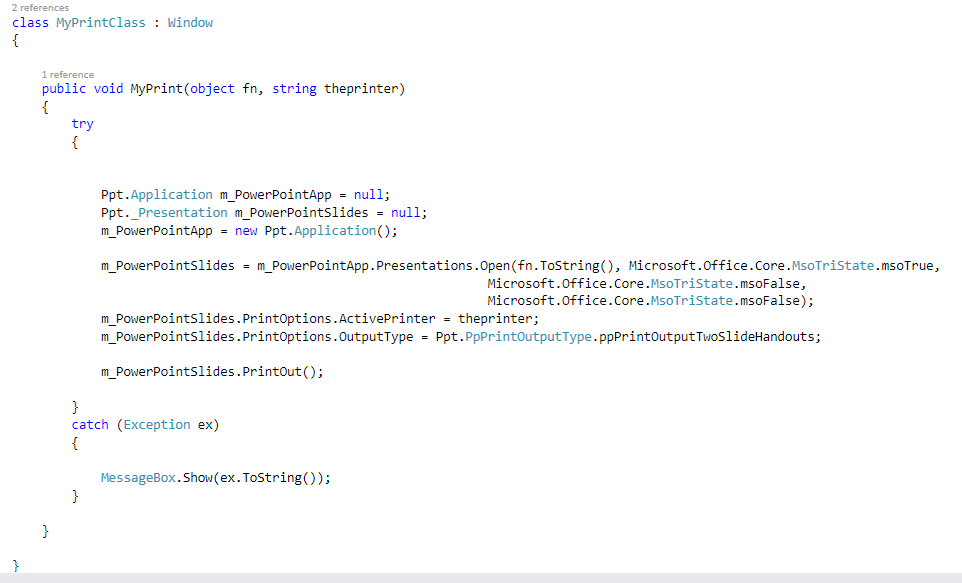 2 references
class MyPrintClass : Window
{
1 reference
public void MyPrint(object fn, string theprinter)
{
try
{
Ppt.Application m_PowerPointApp = null;
Ppt._Presentation m_PowerPointSlides = null;
m_PowerPointApp = new Ppt.Application();
m_PowerPointSlides = m_PowerPointApp.Presentations.Open(fn.ToString(), Microsoft.Office.Core.MsoTriState.msoTrue,
Microsoft.Office.Core.MsoTriState.msoFalse,
Microsoft.Office.Core.MsoTriState.msoFalse);
m_PowerPointSlides.PrintOptions.ActivePrinter = theprinter;
m_PowerPointSlides.PrintOptions.OutputType = Ppt.PpPrintOutputType.ppPrintOutputTwoSlideHandouts;
m_PowerPointSlides.PrintOut();
}
catch (Exception ex)
{
MessageBox.Show(ex.ToString());
}
}
}